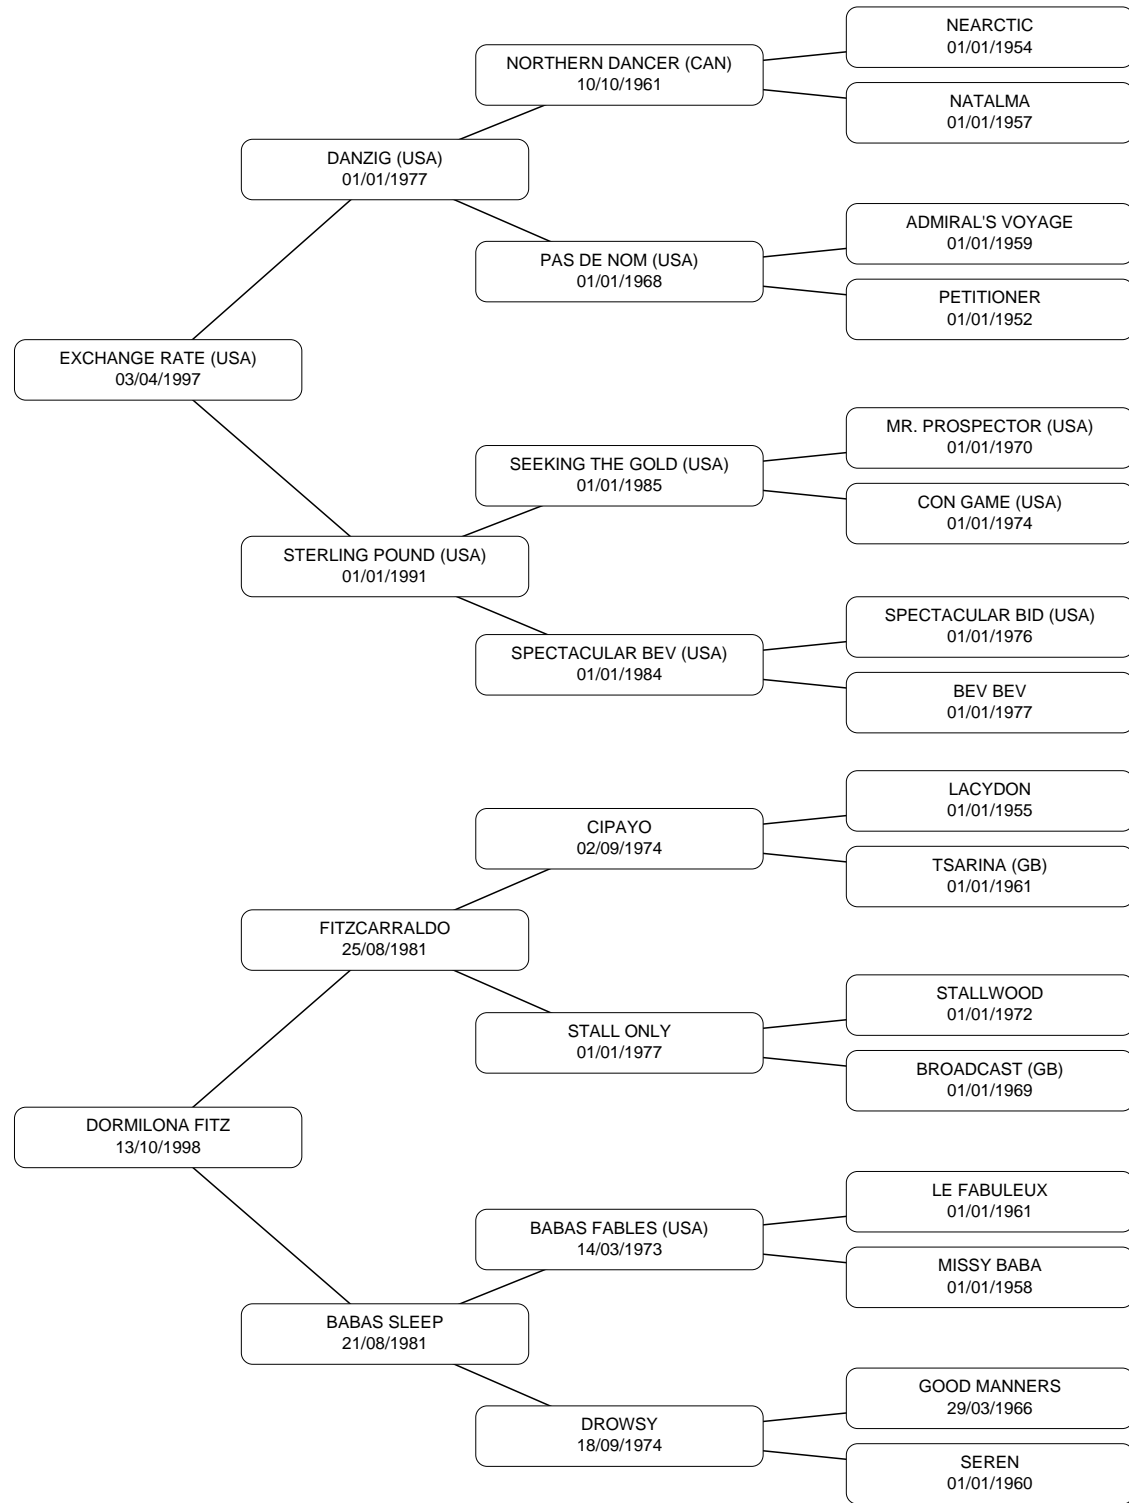 NEARCTIC
01/01/1954
NORTHERN DANCER (CAN)
10/10/1961
NATALMA
01/01/1957
DANZIG (USA)
01/01/1977
ADMIRAL'S VOYAGE
01/01/1959
PAS DE NOM (USA)
01/01/1968
PETITIONER
01/01/1952
EXCHANGE RATE (USA)
03/04/1997
MR. PROSPECTOR (USA)
01/01/1970
SEEKING THE GOLD (USA)
01/01/1985
CON GAME (USA)
01/01/1974
STERLING POUND (USA)
01/01/1991
SPECTACULAR BID (USA)
01/01/1976
SPECTACULAR BEV (USA)
01/01/1984
BEV BEV
01/01/1977
LACYDON
01/01/1955
CIPAYO
02/09/1974
TSARINA (GB)
01/01/1961
FITZCARRALDO
25/08/1981
STALLWOOD
01/01/1972
STALL ONLY
01/01/1977
BROADCAST (GB)
01/01/1969
DORMILONA FITZ
13/10/1998
LE FABULEUX
01/01/1961
BABAS FABLES (USA)
14/03/1973
MISSY BABA
01/01/1958
BABAS SLEEP
21/08/1981
GOOD MANNERS
29/03/1966
DROWSY
18/09/1974
SEREN
01/01/1960